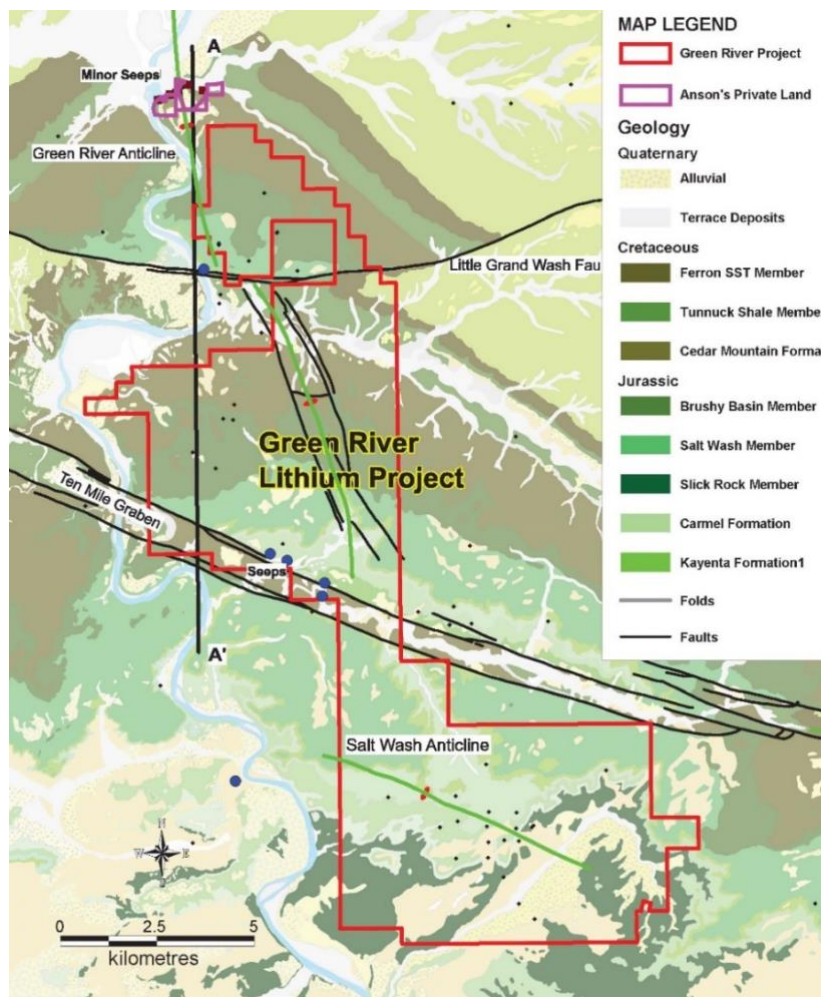 A
Minor Seeps
Green River Anticline
Little Grand Wash Fau
Green River
Lithium Project
Ten Mile Graben
Seeps
A'
Salt Wash Anticline
N
W E
S
0 2.5 5
kilometres
MAP LEGEND
Green River Project
Anson's Private Land
Geology
Quaternary
Alluvial
Terrace Deposits
Cretaceous
Ferron SST Member
Tunnuck Shale Membe
Cedar Mountain Forma
Jurassic
Brushy Basin Member
Salt Wash Member
Slick Rock Member
Carmel Formation
Kayenta Formation1
Folds
Faults